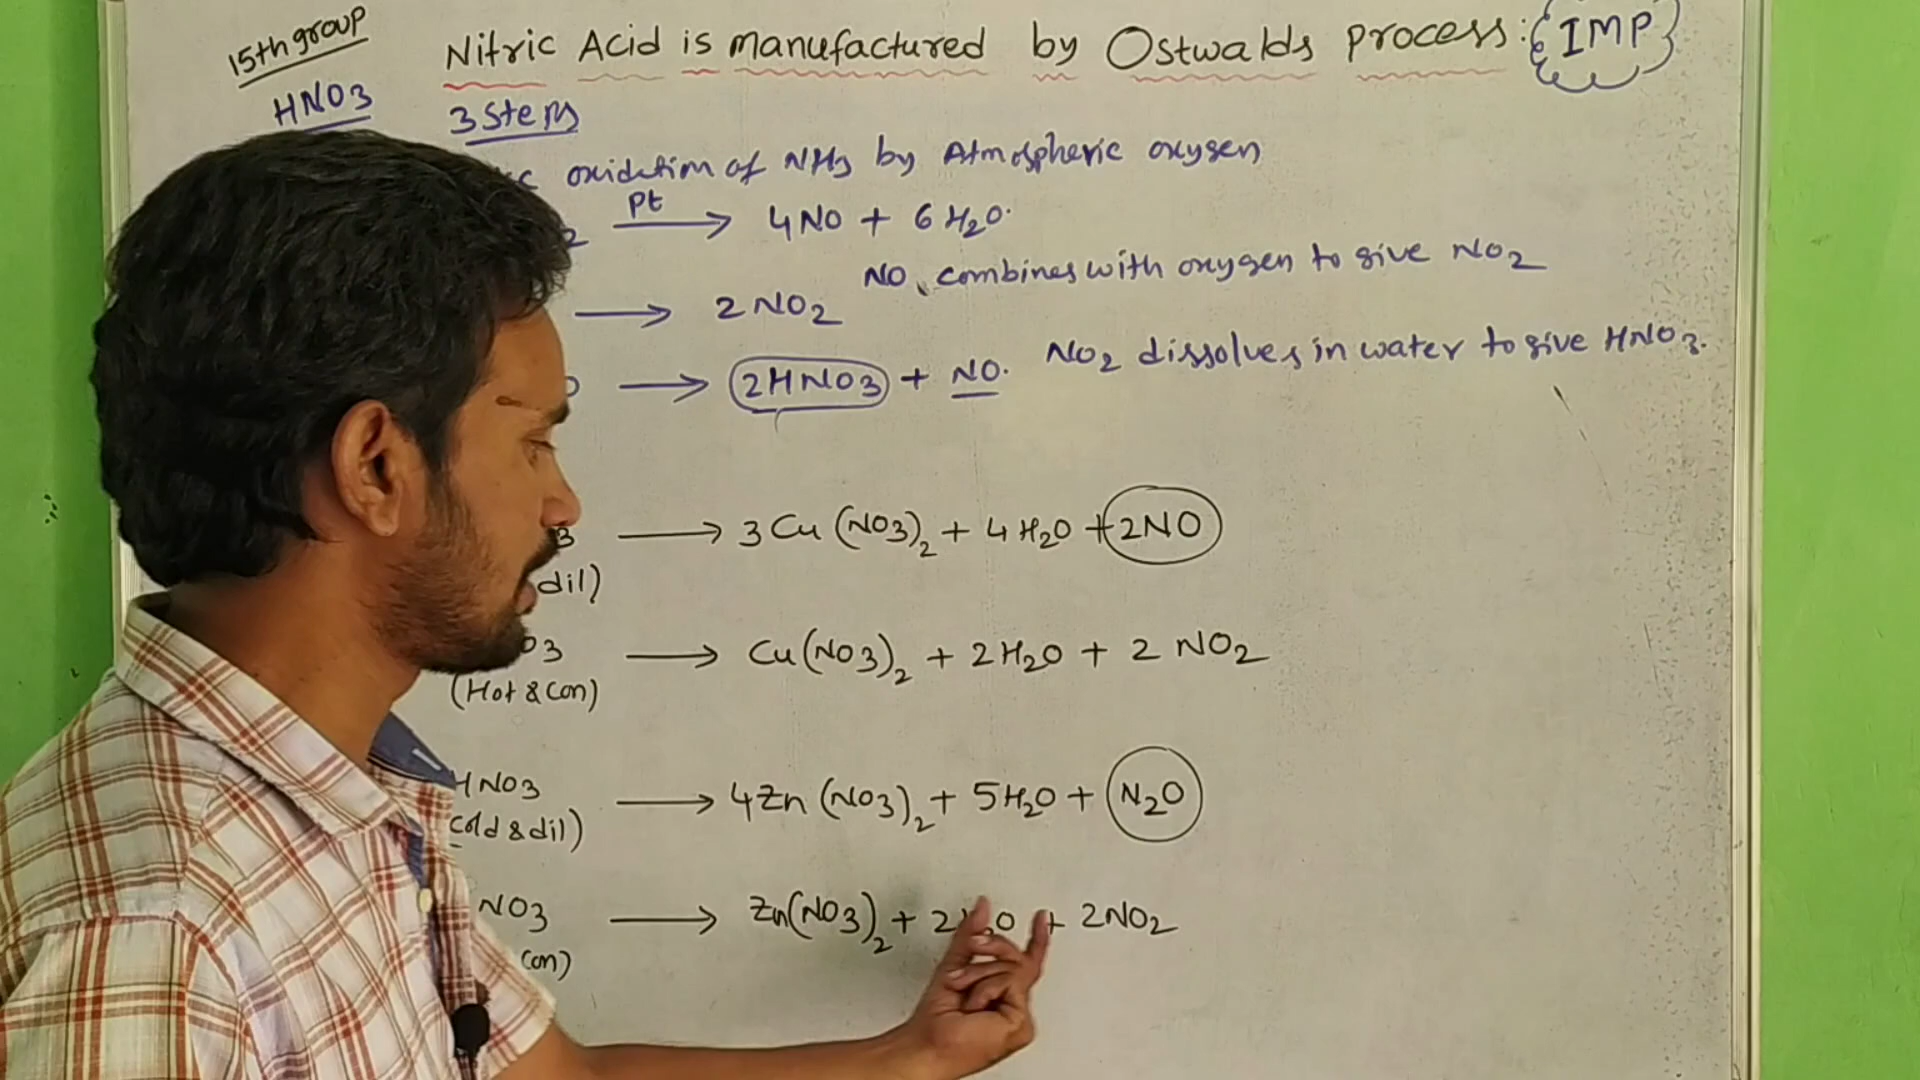 15th group
HNO3
Nitric Acid is manufactured by Ostwalds process: IMP
3 Steps
oxidation of NH3 by Atmospheric oxygen
2 Pt → 4NO + 6H2O.
NO combines with oxygen to give NO2
→ 2NO2
NO2 dissolves in water to give HNO3.
→ 2HNO3 + NO.
3 → 3Cu(NO3)2 + 4H2O + 2NO
dil)
O3 → Cu(NO3)2 + 2H2O + 2NO2
(Hot & Con)
HNO3 → 4Zn(NO3)2 + 5H2O + N2O
Cold & dil)
NO3 → Zn(NO3)2 + 2H2O + 2NO2
Con)